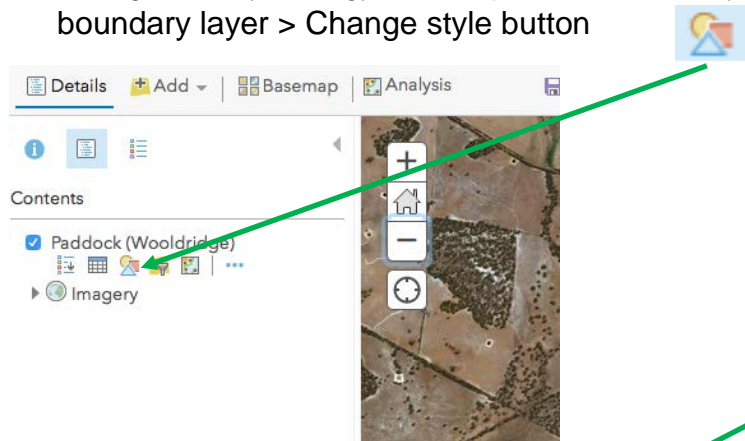 boundary layer > Change style button
Details Add Basemap Analysis
Contents
Paddock (Wooldridge)
Imagery